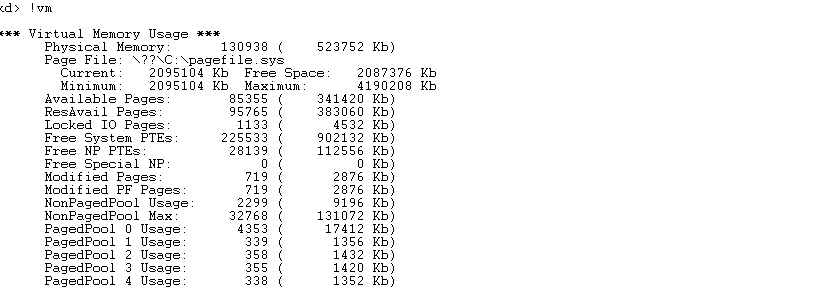 kd> !vm
*** Virtual Memory Usage ***
Physical Memory: 130938 ( 523752 Kb)
Page File: \??\C:\pagefile.sys
Current: 2095104 Kb Free Space: 2087376 Kb
Minimum: 2095104 Kb Maximum: 4190208 Kb
Available Pages: 85355 ( 341420 Kb)
ResAvail Pages: 95765 ( 383060 Kb)
Locked IO Pages: 1133 ( 4532 Kb)
Free System PTEs: 225533 ( 902132 Kb)
Free NP PTEs: 28139 ( 112556 Kb)
Free Special NP: 0 ( 0 Kb)
Modified Pages: 719 ( 2876 Kb)
Modified PF Pages: 719 ( 2876 Kb)
NonPagedPool Usage: 2299 ( 9196 Kb)
NonPagedPool Max: 32768 ( 131072 Kb)
PagedPool 0 Usage: 4353 ( 17412 Kb)
PagedPool 1 Usage: 339 ( 1356 Kb)
PagedPool 2 Usage: 358 ( 1432 Kb)
PagedPool 3 Usage: 355 ( 1420 Kb)
PagedPool 4 Usage: 338 ( 1352 Kb)